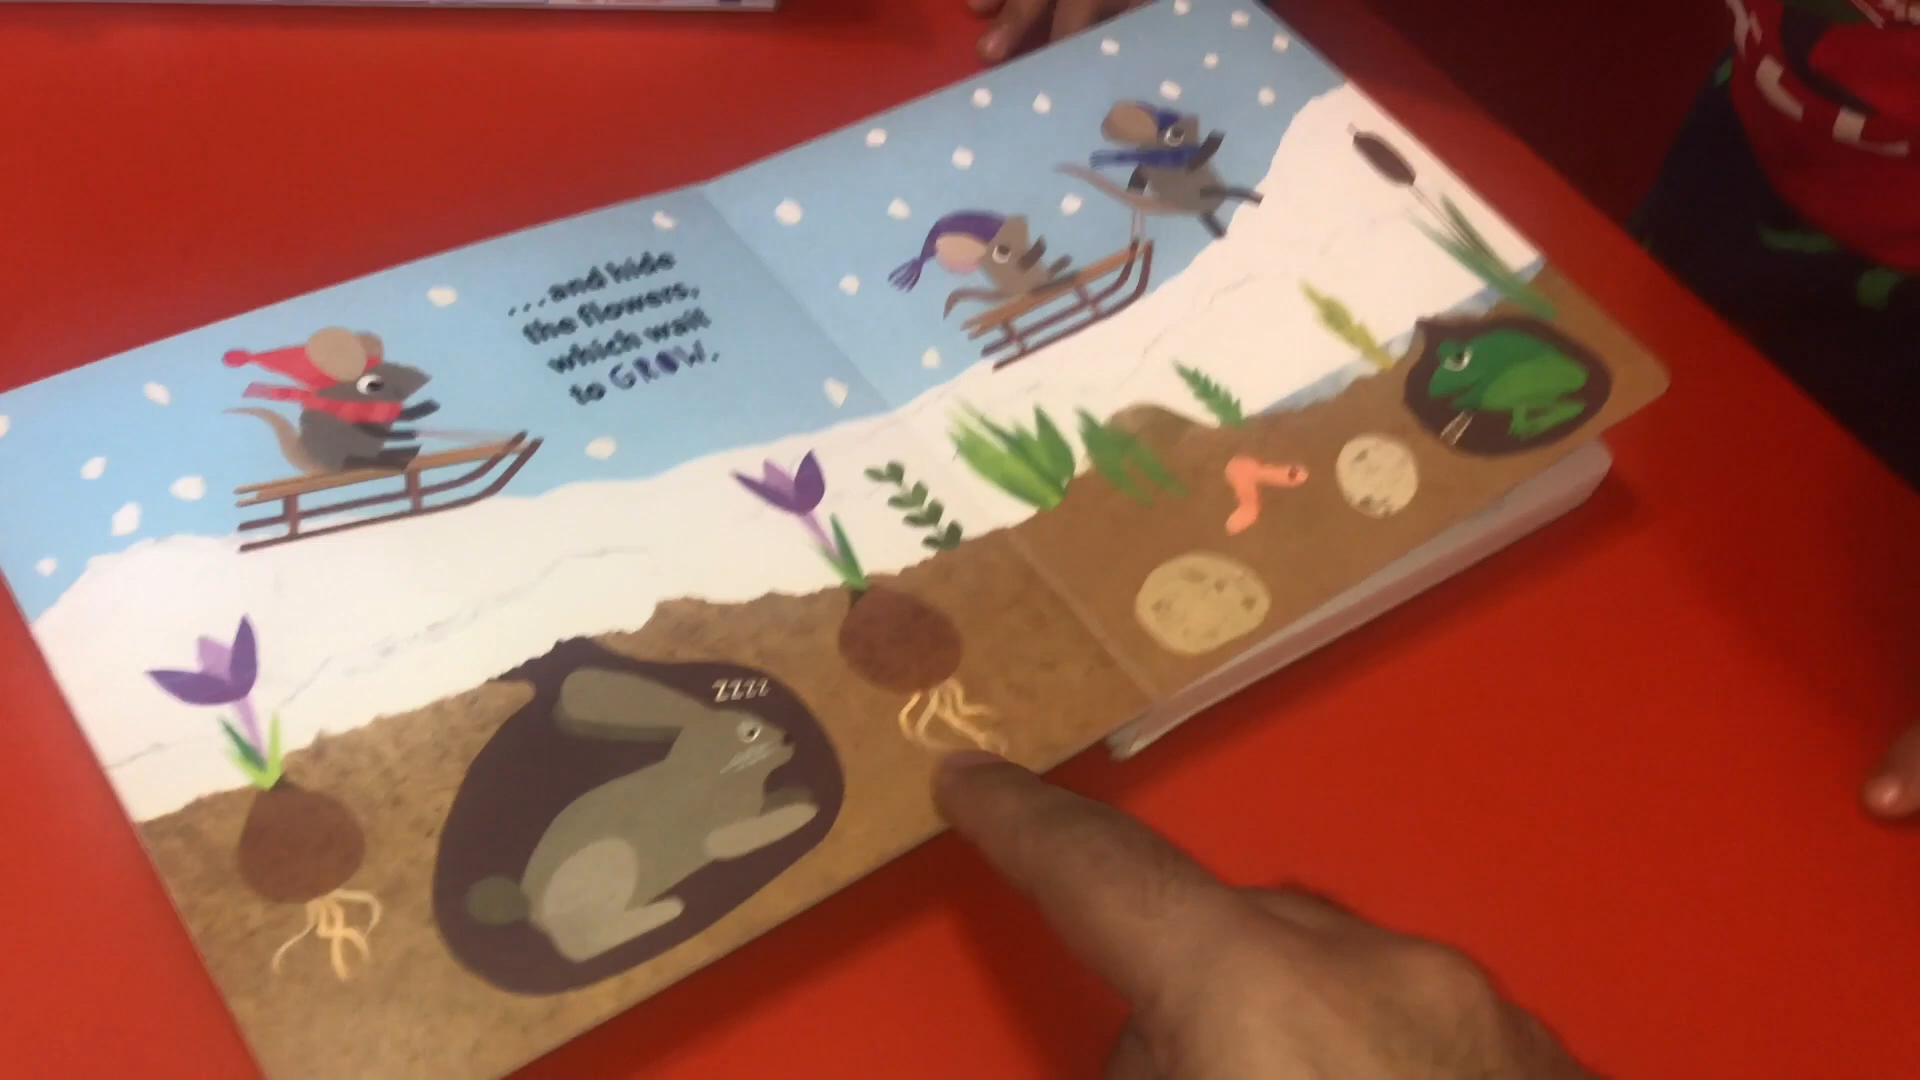 ...and hide
the flowers,
which wait
to GROW.
zzzz